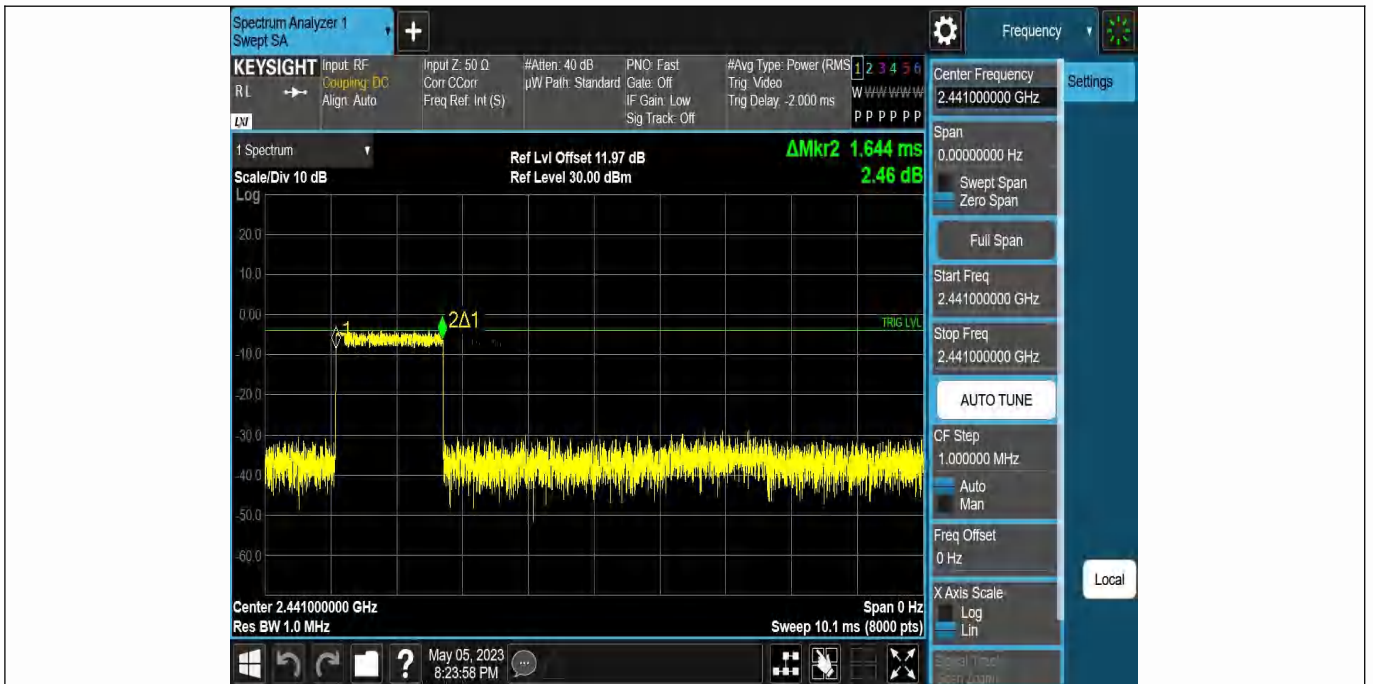 Spectrum Analyzer 1
Swept SA
+
Frequency
KEYSIGHT
RL
LXI
Input: RF
Coupling: DC
Align: Auto
Input Z: 50 Ω
Corr CCorr
Freq Ref: Int (S)
#Atten: 40 dB
µW Path: Standard
PNO: Fast
Gate: Off
IF Gain: Low
Sig Track: Off
#Avg Type: Power (RMS
Trig: Video
Trig Delay: -2.000 ms
1 2 3 4 5 6
W W W W W W
P P P P P P
Center Frequency
2.441000000 GHz
Settings
Span
0.00000000 Hz
Swept Span
Zero Span
Full Span
Start Freq
2.441000000 GHz
Stop Freq
2.441000000 GHz
AUTO TUNE
CF Step
1.000000 MHz
Auto
Man
Freq Offset
0 Hz
X Axis Scale
Log
Lin
Signal Track
Local
1 Spectrum
Scale/Div 10 dB
Log
Ref Lvl Offset 11.97 dB
Ref Level 30.00 dBm
ΔMkr2 1.644 ms
2.46 dB
20.0
10.0
0.00
-10.0
-20.0
-30.0
-40.0
-50.0
-60.0
1
2Δ1
TRIG LVL
Center 2.441000000 GHz
Res BW 1.0 MHz
Span 0 Hz
Sweep 10.1 ms (8000 pts)
?
May 05, 2023
8:23:58 PM